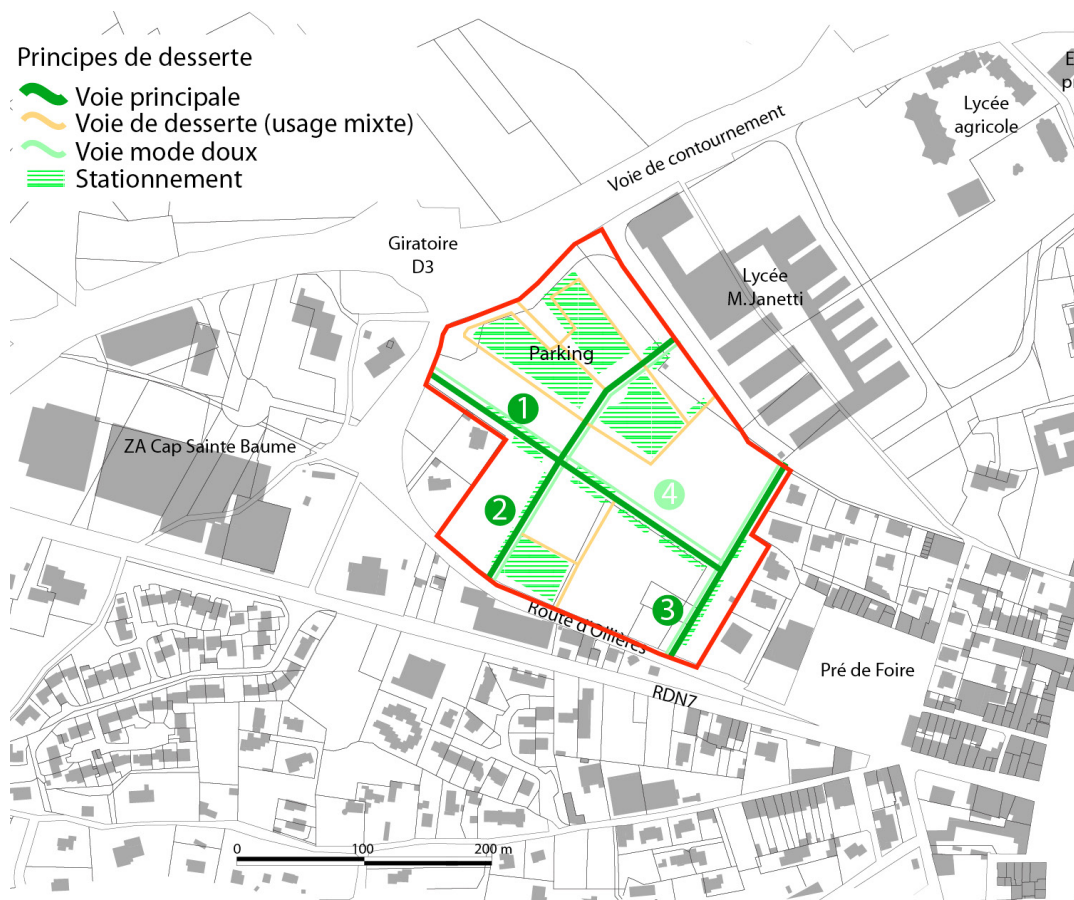 Principes de desserte
Voie principale
Voie de desserte (usage mixte)
Voie mode doux
Stationnement
Voie de contournement
Lycée
agricole
Giratoire
D3
Lycée
M. Janetti
Parking
1
ZA Cap Sainte Baume
4
2
3
Route d'Ollières
Pré de Foire
RDN7
0
100
200 m